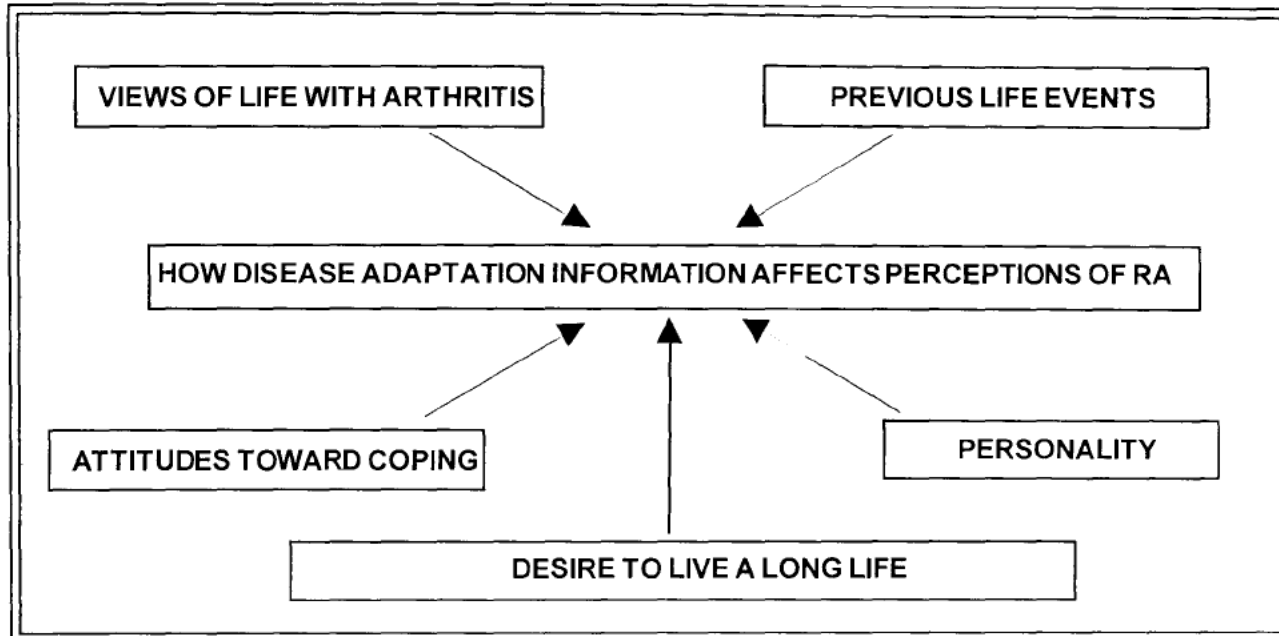 VIEWS OF LIFE WITH ARTHRITIS
PREVIOUS LIFE EVENTS
HOW DISEASE ADAPTATION INFORMATION AFFECTS PERCEPTIONS OF RA
ATTITUDES TOWARD COPING
PERSONALITY
DESIRE TO LIVE A LONG LIFE